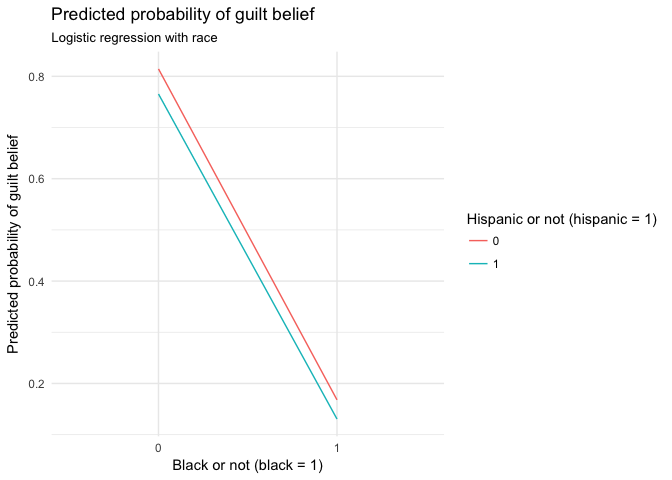 Predicted probability of guilt belief
Logistic regression with race
Predicted probability of guilt belief
0.8
0.6
0.4
0.2
0 1
Black or not (black = 1)
Hispanic or not (hispanic = 1)
0
1